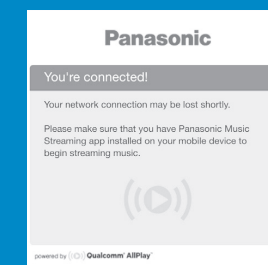 Panasonic
You're connected!
Your network connection may be lost shortly.
Please make sure that you have Panasonic Music
Streaming app installed on your mobile device to
begin streaming music.
powered by ((○)) Qualcomm® AllPlay™